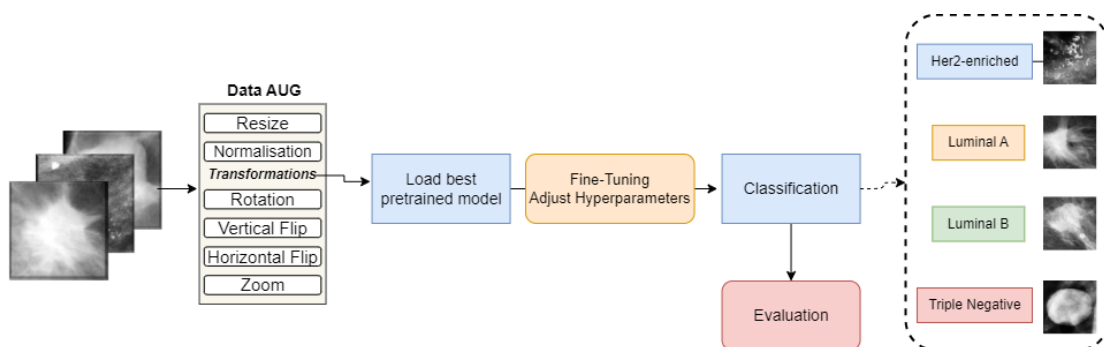 Data AUG
Resize
Normalisation
Transformations
Rotation
Vertical Flip
Horizontal Flip
Zoom
Load best
pretrained model
Fine-Tuning
Adjust Hyperparameters
Classification
Evaluation
Her2-enriched
Luminal A
Luminal B
Triple Negative